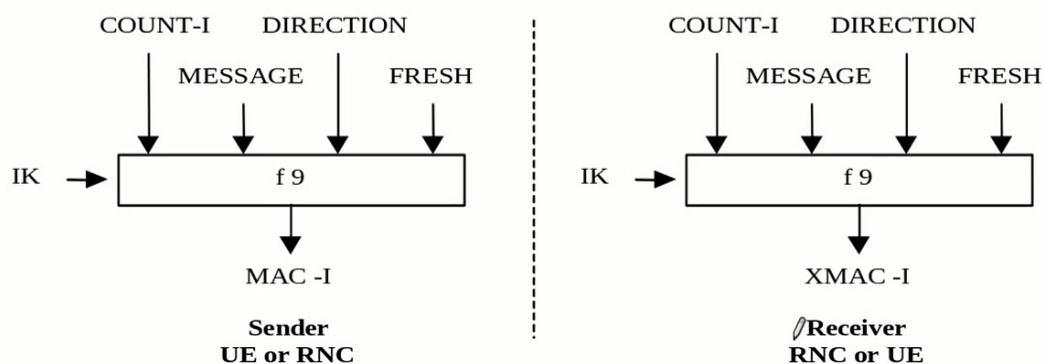 COUNT-I DIRECTION
MESSAGE FRESH
IK f 9
MAC -I
Sender
UE or RNC
COUNT-I DIRECTION
MESSAGE FRESH
IK f 9
XMAC -I
Receiver
RNC or UE